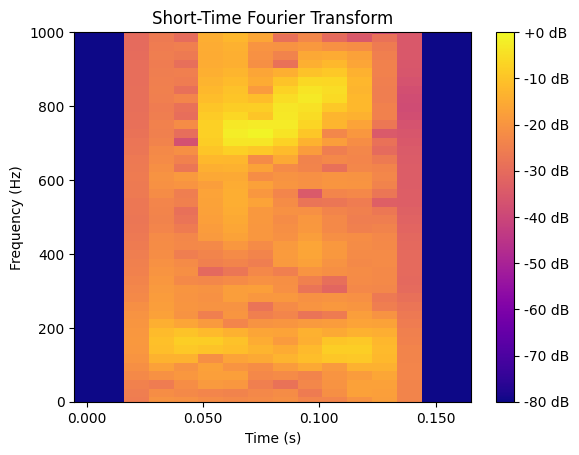 Short-Time Fourier Transform
1000
800
600
400
200
0
Frequency (Hz)
0.000
0.050
0.100
0.150
Time (s)
+0 dB
-10 dB
-20 dB
-30 dB
-40 dB
-50 dB
-60 dB
-70 dB
-80 dB